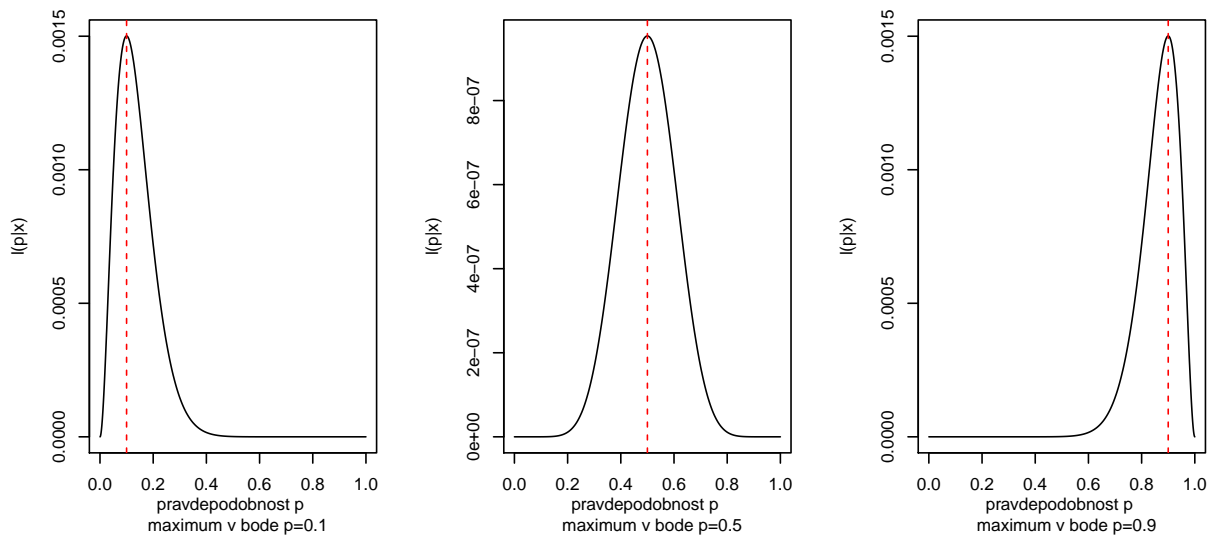 0.0015
0.0010
0.0005
0.0000
l(p|x)
0.0 0.2 0.4 0.6 0.8 1.0
pravdepodobnost p
maximum v bode p=0.1
8e−07
6e−07
4e−07
2e−07
0e+00
l(p|x)
0.0 0.2 0.4 0.6 0.8 1.0
pravdepodobnost p
maximum v bode p=0.5
0.0015
0.0010
0.0005
0.0000
l(p|x)
0.0 0.2 0.4 0.6 0.8 1.0
pravdepodobnost p
maximum v bode p=0.9